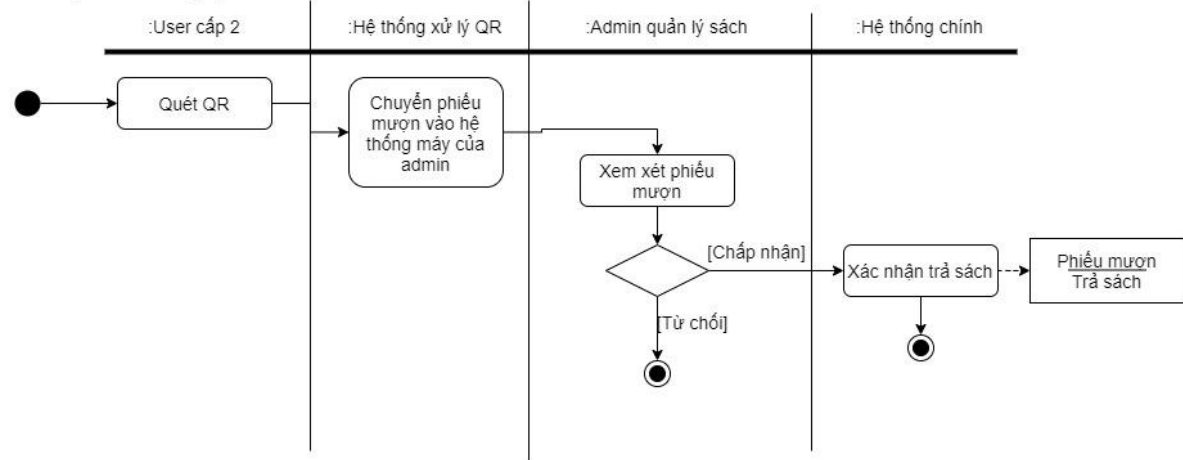 :User cấp 2
:Hệ thống xử lý QR
:Admin quản lý sách
:Hệ thống chính
Quét QR
Chuyển phiếu
mượn vào hệ
thống máy của
admin
Xem xét phiếu
mượn
[Chấp nhận]
[Từ chối]
Xác nhận trả sách
Phiếu mượn
Trả sách